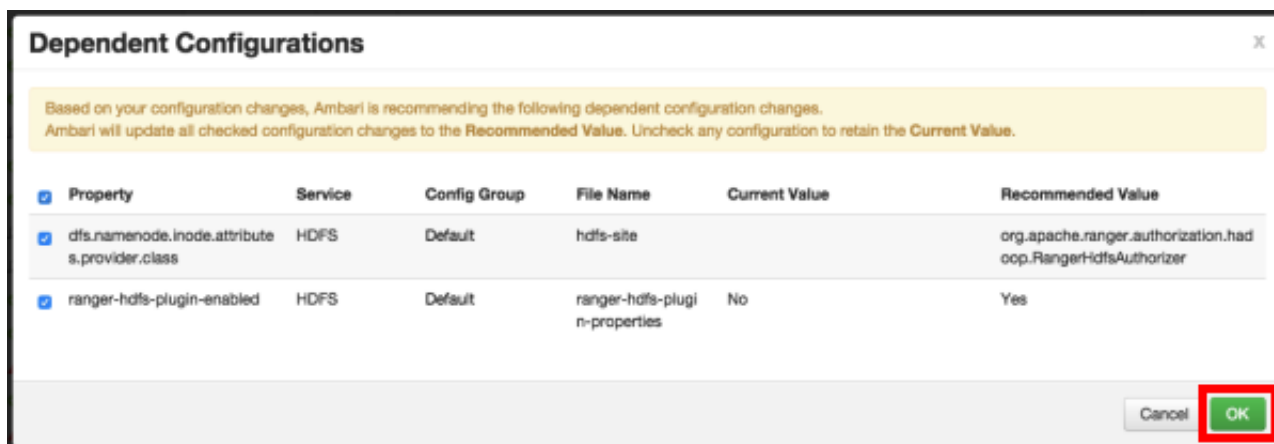 Dependent Configurations
X
Based on your configuration changes, Ambari is recommending the following dependent configuration changes.
Ambari will update all checked configuration changes to the Recommended Value. Uncheck any configuration to retain the Current Value.
Property Service Config Group File Name Current Value Recommended Value
dfs.namenode.inode.attribute HDFS Default hdfs-site org.apache.ranger.authorization.had
s.provider.class oop.RangerHdfsAuthorizer
ranger-hdfs-plugin-enabled HDFS Default ranger-hdfs-plugi No Yes
n-properties
Cancel OK